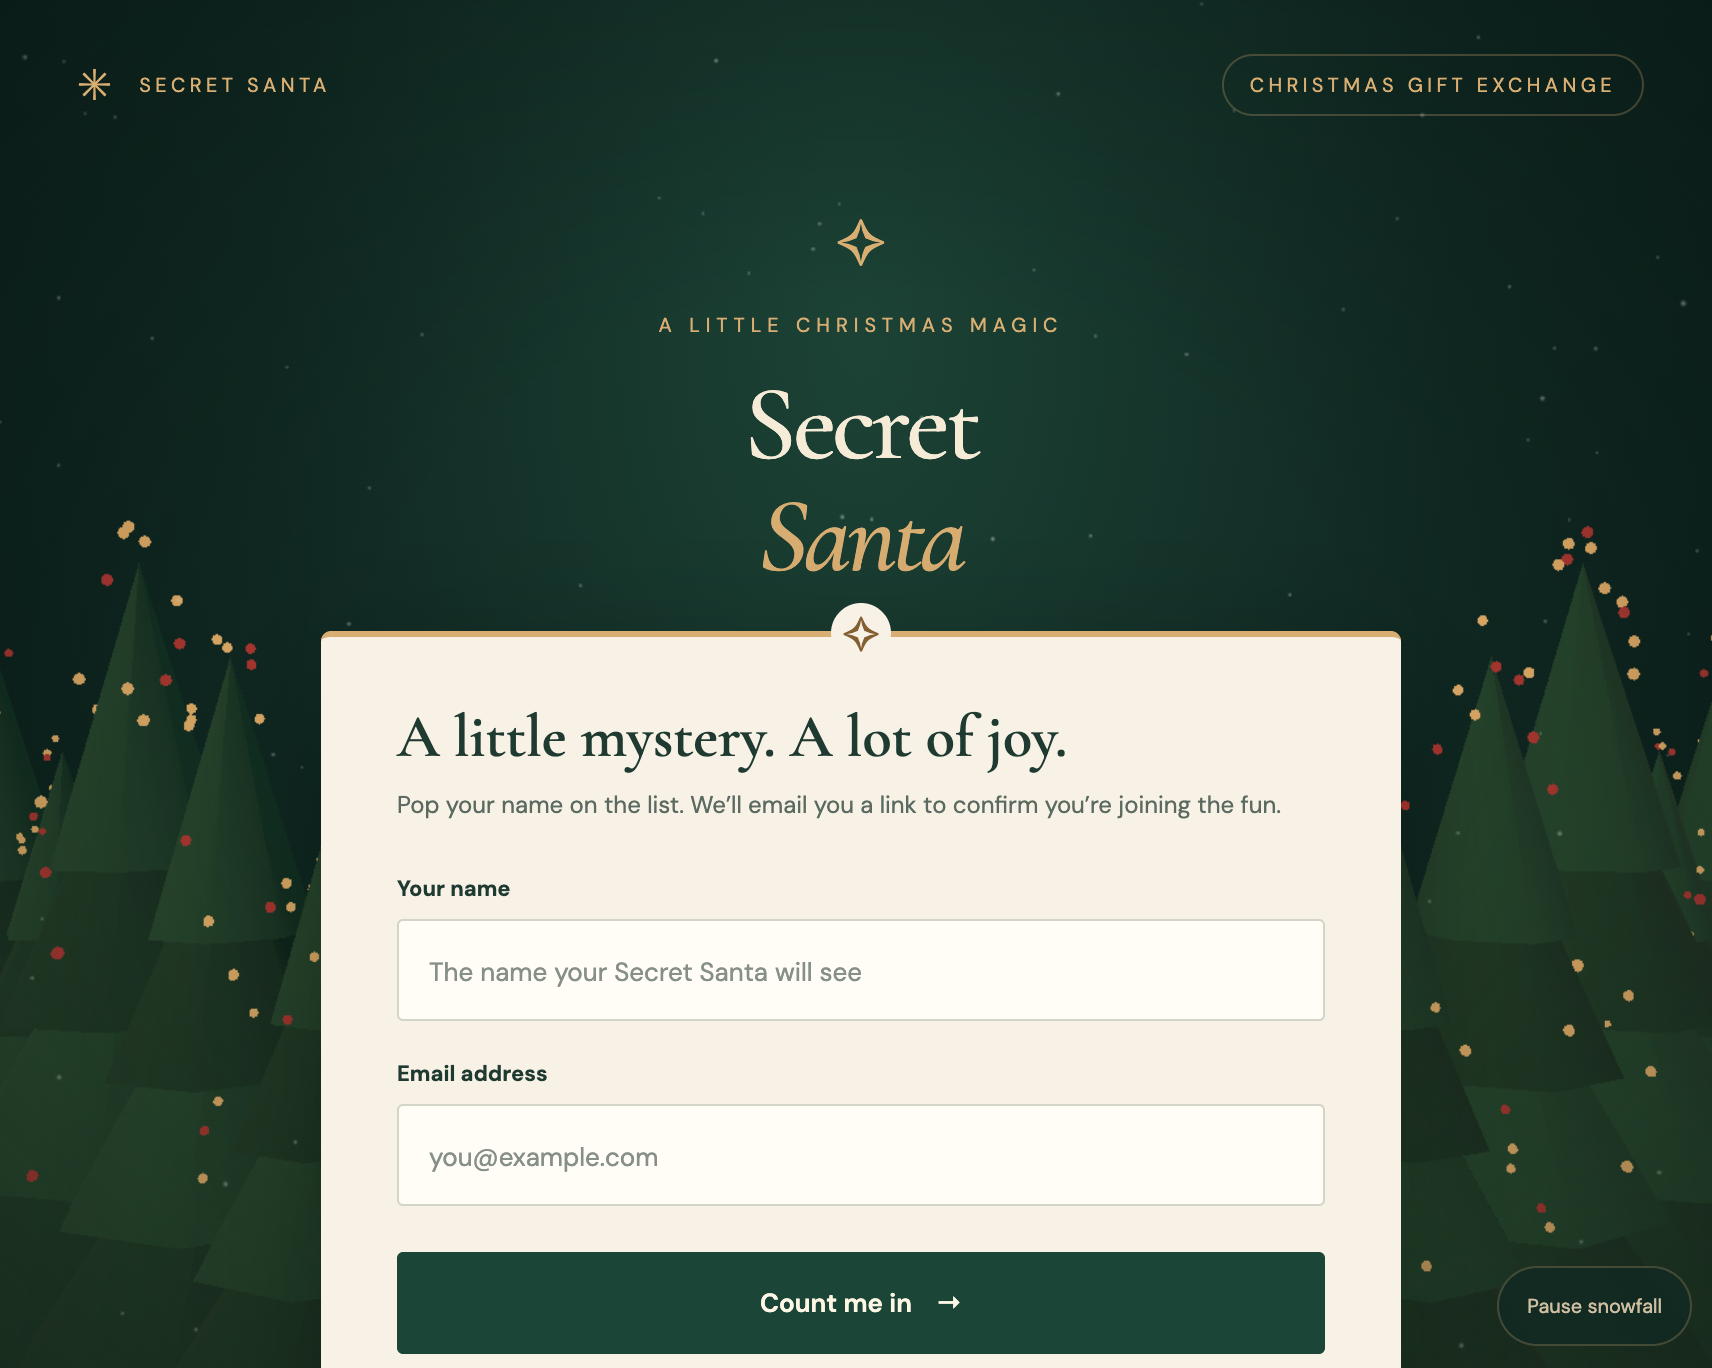 SECRET SANTA
CHRISTMAS GIFT EXCHANGE
A LITTLE CHRISTMAS MAGIC
Secret
Santa
A little mystery. A lot of joy.
Pop your name on the list. We’ll email you a link to confirm you’re joining the fun.
Your name
The name your Secret Santa will see
Email address
you@example.com
Count me in →
Pause snowfall